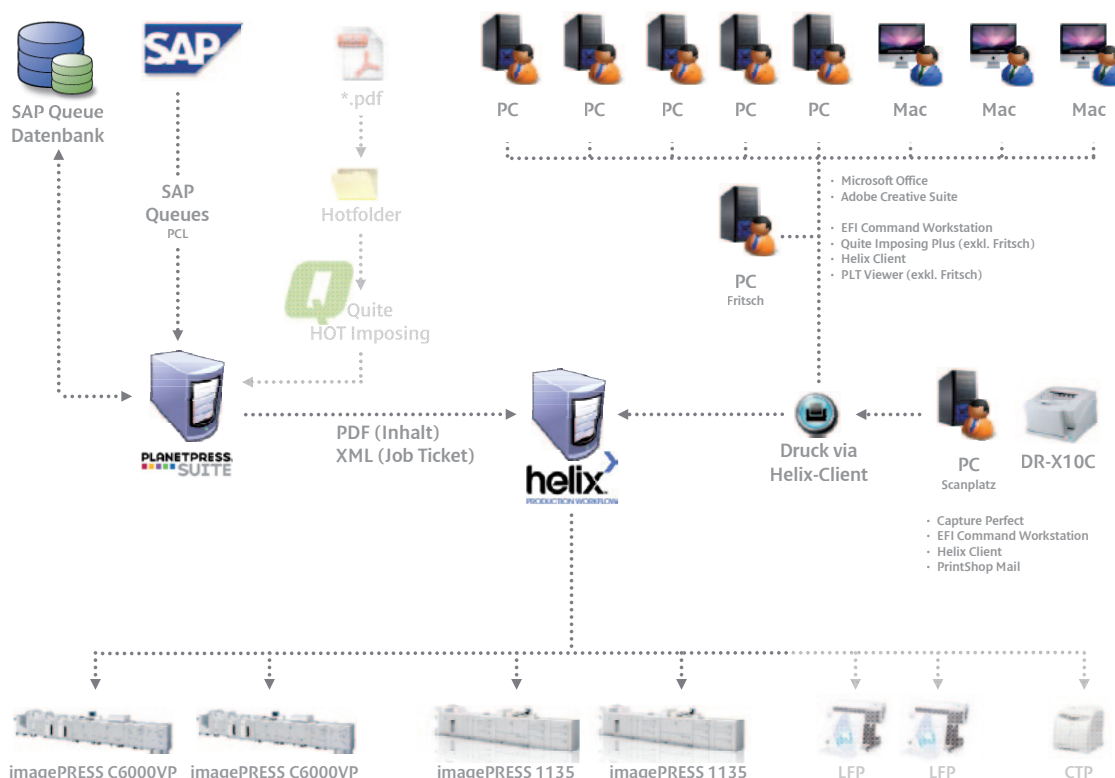 SAP
SAP Queue
Datenbank
*.pdf
PC
PC
PC
PC
PC
Mac
Mac
Mac
SAP
Queues
PCL
Hotfolder
Q
Quite
HOT Imposing
PC
Fritsch
· Microsoft Office
· Adobe Creative Suite
· EFI Command Workstation
· Quite Imposing Plus (exkl. Fritsch)
· Helix Client
· PLT Viewer (exkl. Fritsch)
PLANETPRESS.
SUITE
PDF (Inhalt)
XML (Job Ticket)
helix
PRODUCTION WORKFLOW
Druck via
Helix-Client
PC
Scanplatz
DR-X10C
· Capture Perfect
· EFI Command Workstation
· Helix Client
· PrintShop Mail
imagePRESS C6000VP
imagePRESS C6000VP
imagePRESS 1135
imagePRESS 1135
LFP
LFP
CTP